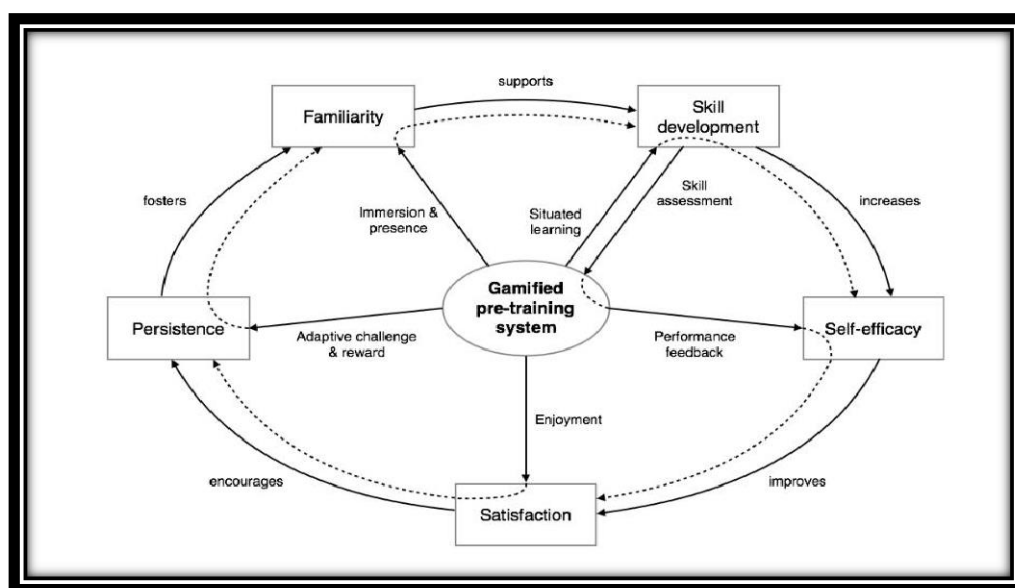 supports
Familiarity
Skill
development
fosters
Immersion &
presence
Situated
learning
Skill
assessment
increases
Gamified
pre-training
system
Persistence
Adaptive challenge
& reward
Performance
feedback
Self-efficacy
Enjoyment
encourages
improves
Satisfaction